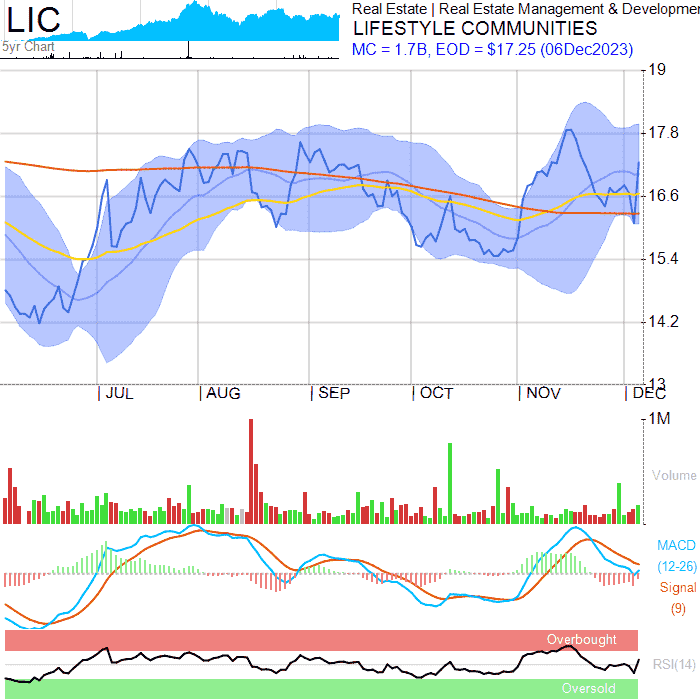 LIC
5yr Chart
Real Estate | Real Estate Management & Developmen
LIFESTYLE COMMUNITIES
MC = 1.7B, EOD = $17.25 (06Dec2023)
19
17.8
16.6
15.4
14.2
13
JUL AUG SEP OCT NOV DEC
1M
Volume
MACD
(12-26)
Signal
(9)
Overbought
RSI(14)
Oversold